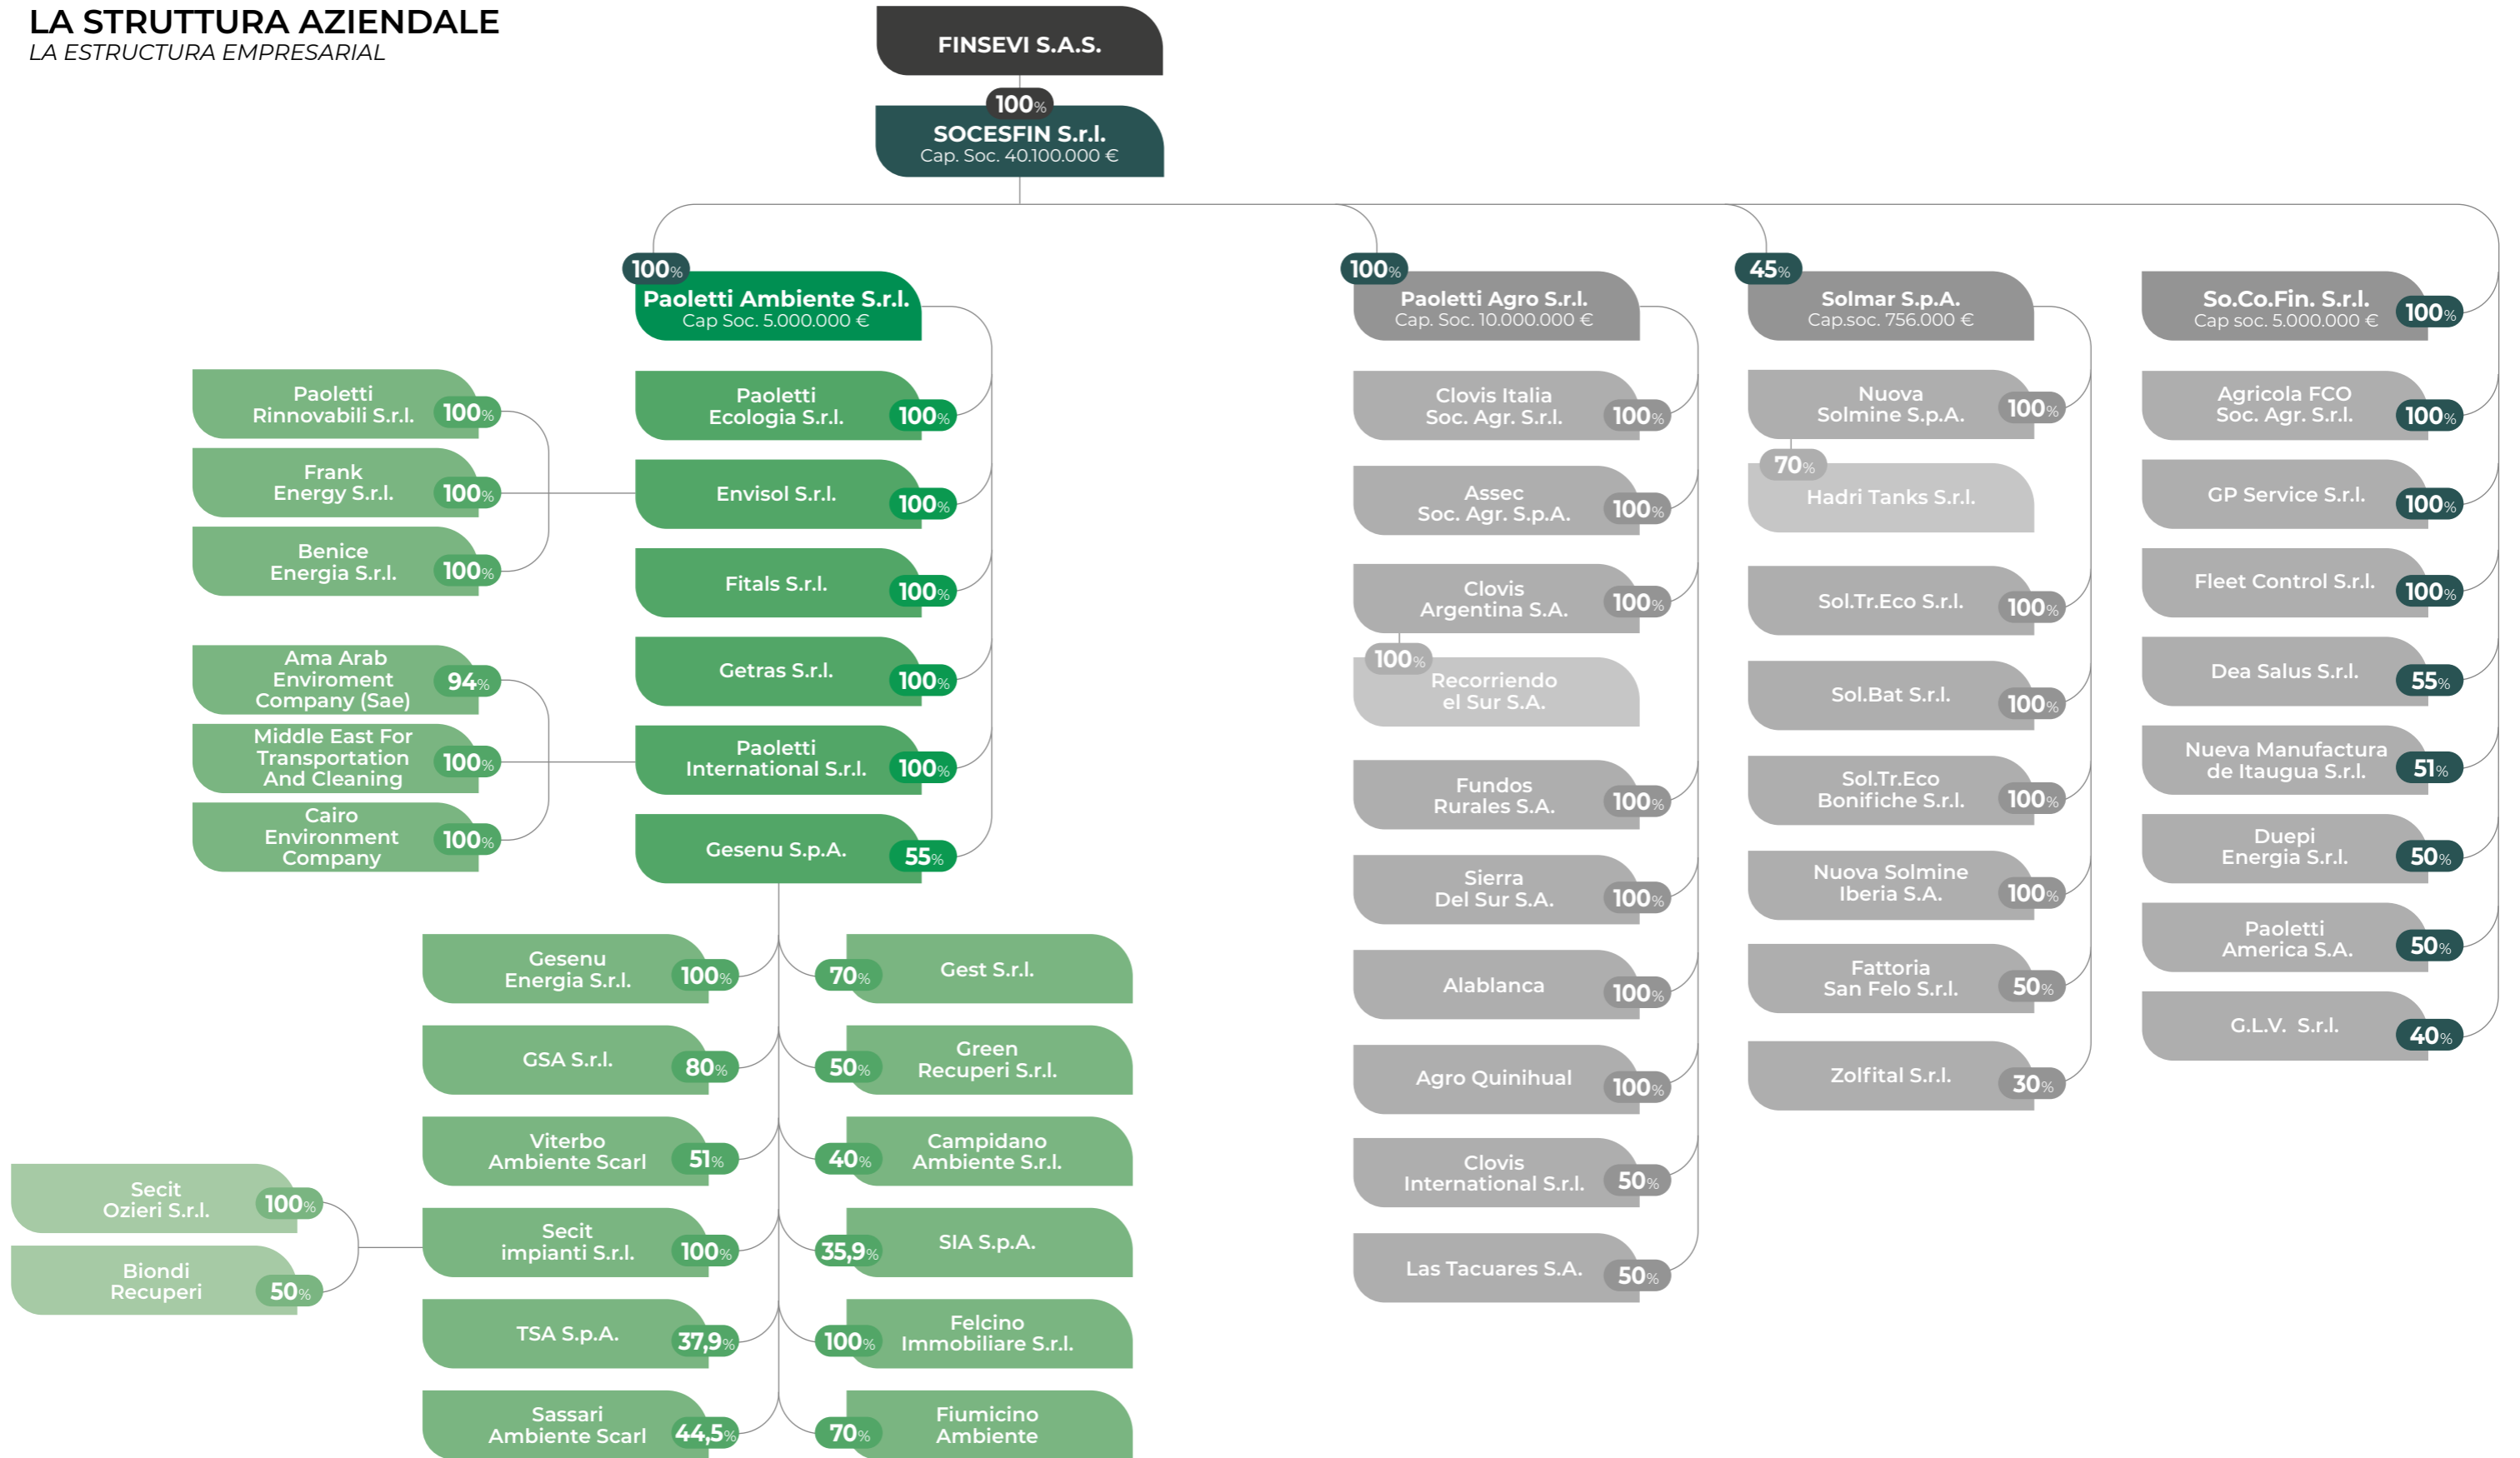 LA STRUTTURA AZIENDALE
LA ESTRUCTURA EMPRESARIAL
FINSEVI S.A.S.
100%
SOCESFIN S.r.l.
Cap. Soc. 40.100.000 €
100%
Paoletti Ambiente S.r.l.
Cap Soc. 5.000.000 €
Paoletti
Rinnovabili S.r.l.
100%
Frank
Energy S.r.l.
100%
Benice
Energia S.r.l.
100%
Ama Arab
Enviroment
Company (Sae)
94%
Middle East For
Transportation
And Cleaning
100%
Cairo
Environment
Company
100%
Paoletti
Ecologia S.r.l.
100%
Envisol S.r.l.
100%
Fitals S.r.l.
100%
Getras S.r.l.
100%
Paoletti
International S.r.l.
100%
Gesenu S.p.A.
55%
Gesenu
Energia S.r.l.
100%
GSA S.r.l.
80%
Viterbo
Ambiente Scarl
51%
Secit
impianti S.r.l.
100%
Secit
Ozieri S.r.l.
100%
Biondi
Recuperi
50%
TSA S.p.A.
37,9%
Sassari
Ambiente Scarl
44,5%
70%
Gest S.r.l.
50%
Green
Recuperi S.r.l.
40%
Campidano
Ambiente S.r.l.
35,9%
SIA S.p.A.
100%
Felcino
Immobiliare S.r.l.
70%
Fiumicino
Ambiente
100%
Paoletti Agro S.r.l.
Cap. Soc. 10.000.000 €
Clovis Italia
Soc. Agr. S.r.l.
100%
Assec
Soc. Agr. S.p.A.
100%
Clovis
Argentina S.A.
100%
100%
Recorriendo
el Sur S.A.
Fundos
Rurales S.A.
100%
Sierra
Del Sur S.A.
100%
Alablanca
100%
Agro Quinihual
100%
Clovis
International S.r.l.
50%
Las Tacuares S.A.
50%
45%
Solmar S.p.A.
Cap.soc. 756.000 €
Nuova
Solmine S.p.A.
100%
70%
Hadri Tanks S.r.l.
Sol.Tr.Eco S.r.l.
100%
Sol.Bat S.r.l.
100%
Sol.Tr.Eco
Bonifiche S.r.l.
100%
Nuova Solmine
Iberia S.A.
100%
Fattoria
San Felo S.r.l.
50%
Zolfital S.r.l.
30%
So.Co.Fin. S.r.l.
Cap soc. 5.000.000 €
100%
Agricola FCO
Soc. Agr. S.r.l.
100%
GP Service S.r.l.
100%
Fleet Control S.r.l.
100%
Dea Salus S.r.l.
55%
Nueva Manufactura
de Itaugua S.r.l.
51%
Duepi
Energia S.r.l.
50%
Paoletti
America S.A.
50%
G.L.V. S.r.l.
40%